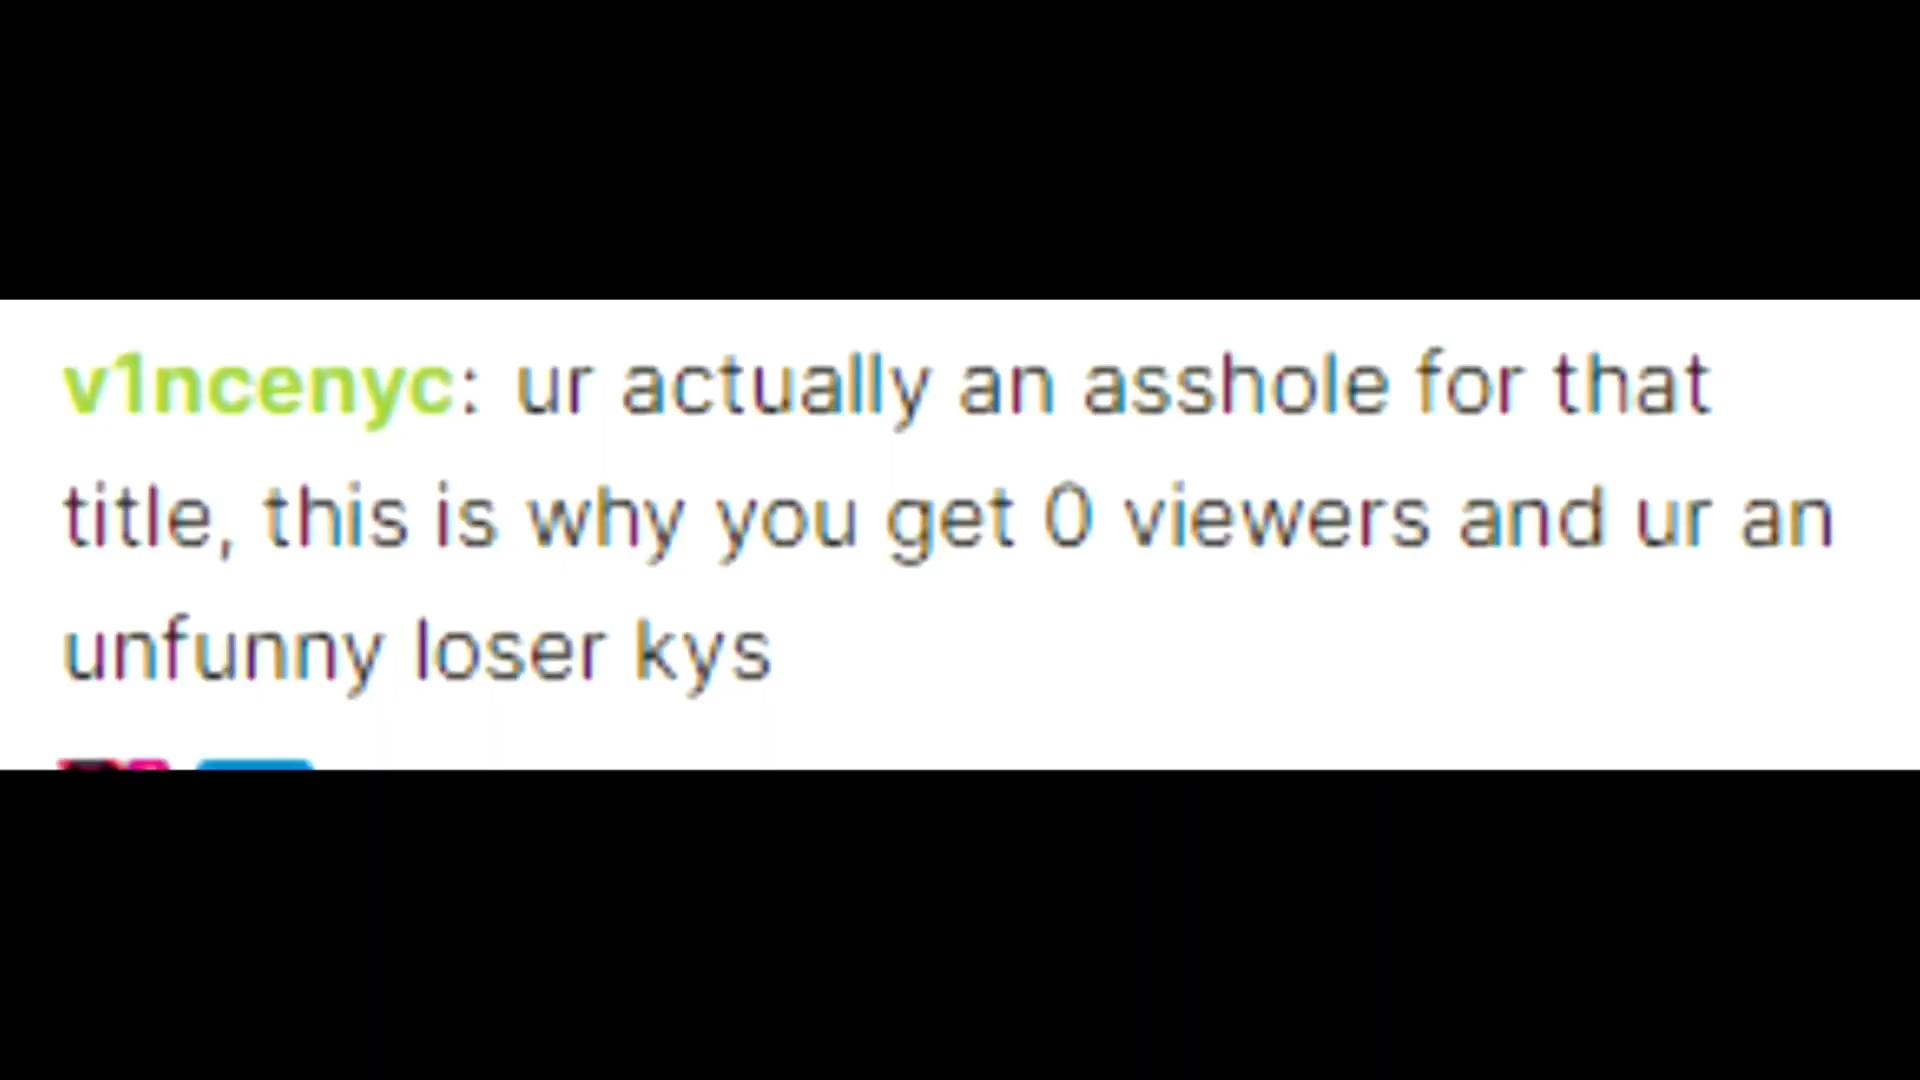 v1ncenyc: ur actually an asshole for that
title, this is why you get 0 viewers and ur an
unfunny loser kys